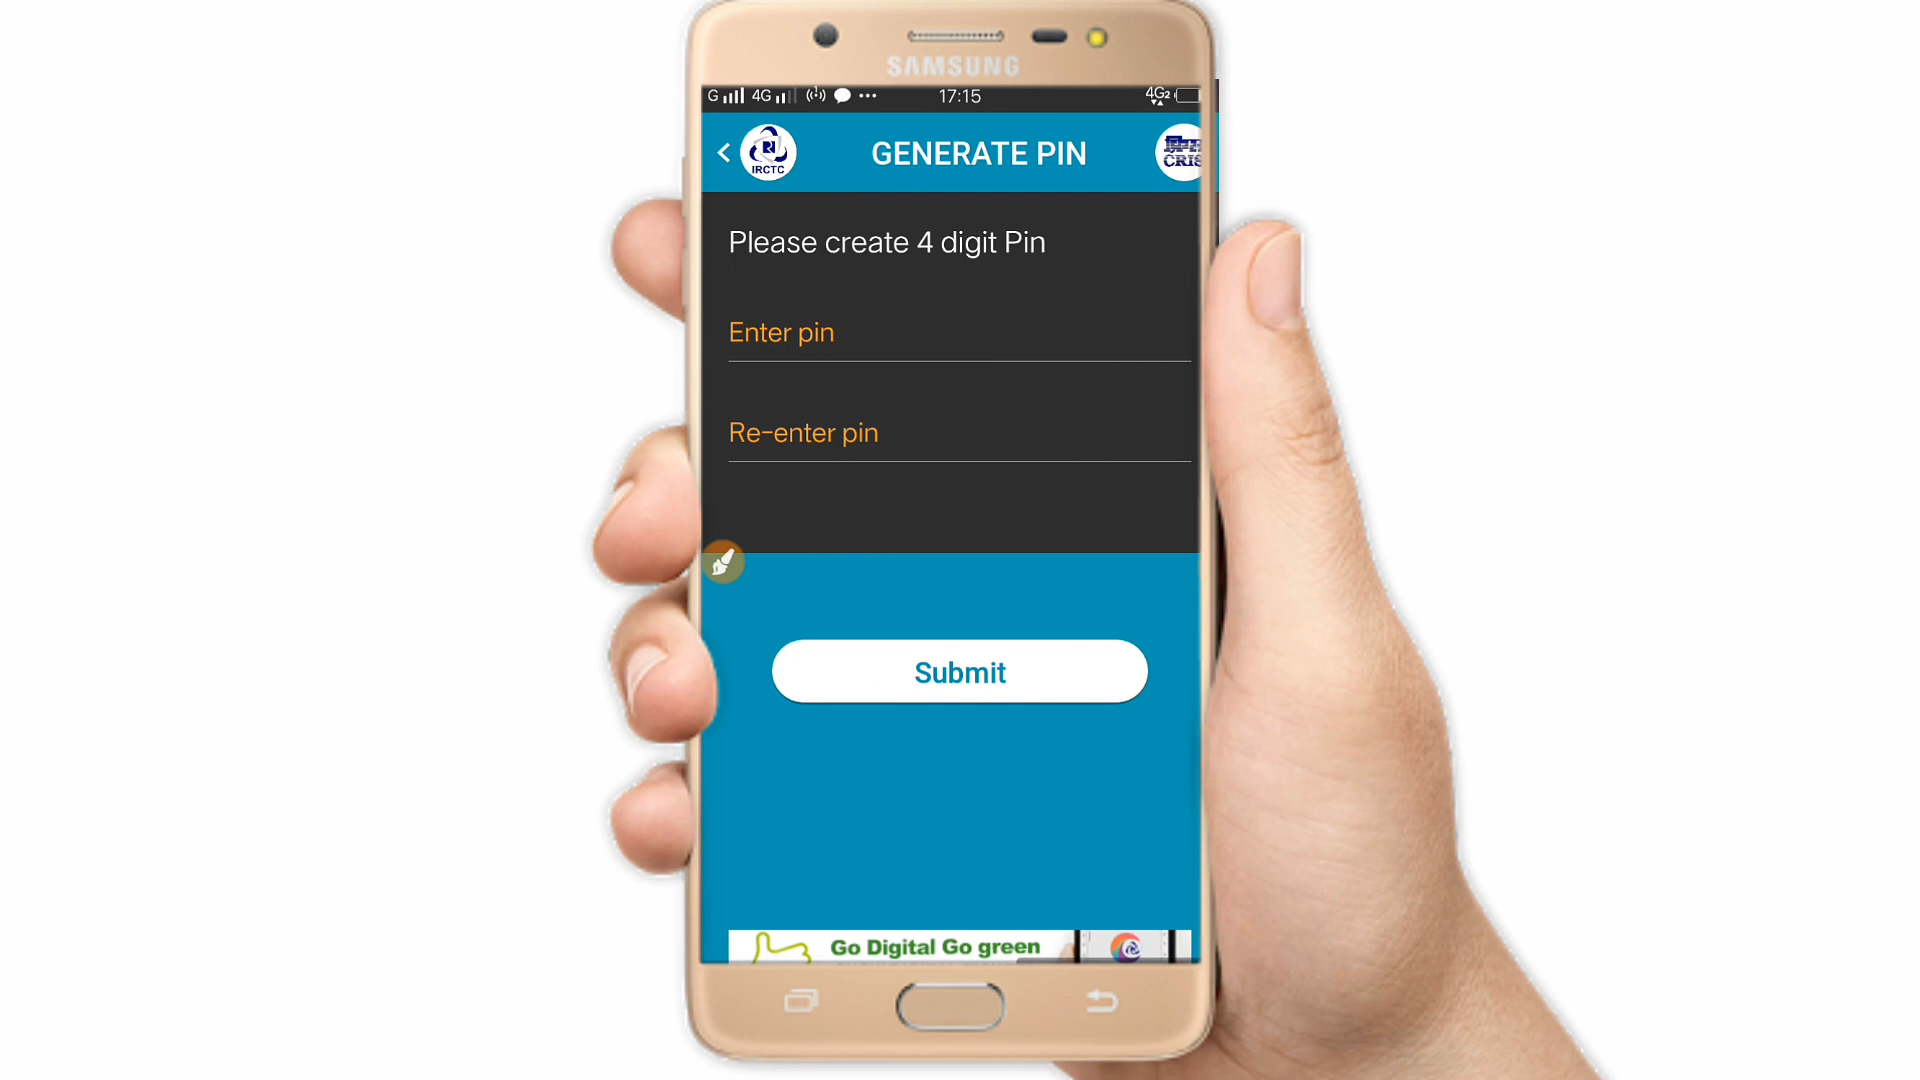 SAMSUNG
G 4G 17:15 4G2
IRCTC
GENERATE PIN
CRIS
Please create 4 digit Pin
Enter pin
Re-enter pin
Submit
Go Digital Go green